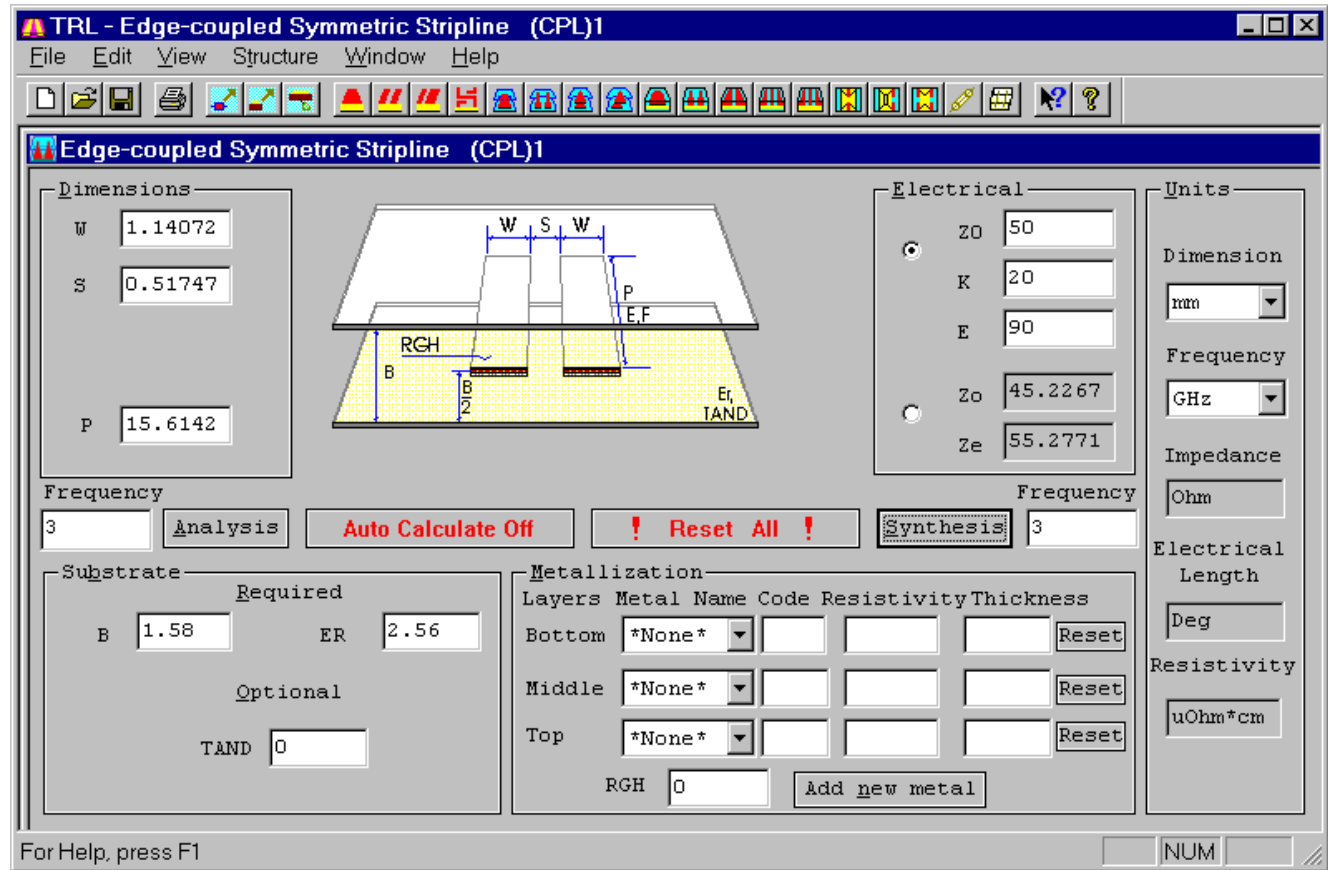 TRL - Edge-coupled Symmetric Stripline (CPL)1
File Edit View Structure Window Help
Edge-coupled Symmetric Stripline (CPL)1
Dimensions
W 1.14072
S 0.51747
P 15.6142
W S W
P
E,F
RGH
B
B
2
Er,
TAND
Electrical
Z0 50
K 20
E 90
Zo 45.2267
Ze 55.2771
Units
Dimension
mm
Frequency
GHz
Impedance
Ohm
Electrical
Length
Deg
Resistivity
uOhm*cm
Frequency
3
Analysis
Auto Calculate Off
! Reset All !
Synthesis
Frequency
3
Substrate
Required
B 1.58 ER 2.56
Optional
TAND 0
Metallization
Layers Metal Name Code Resistivity Thickness
Bottom *None* Reset
Middle *None* Reset
Top *None* Reset
RGH 0 Add new metal
For Help, press F1
NUM